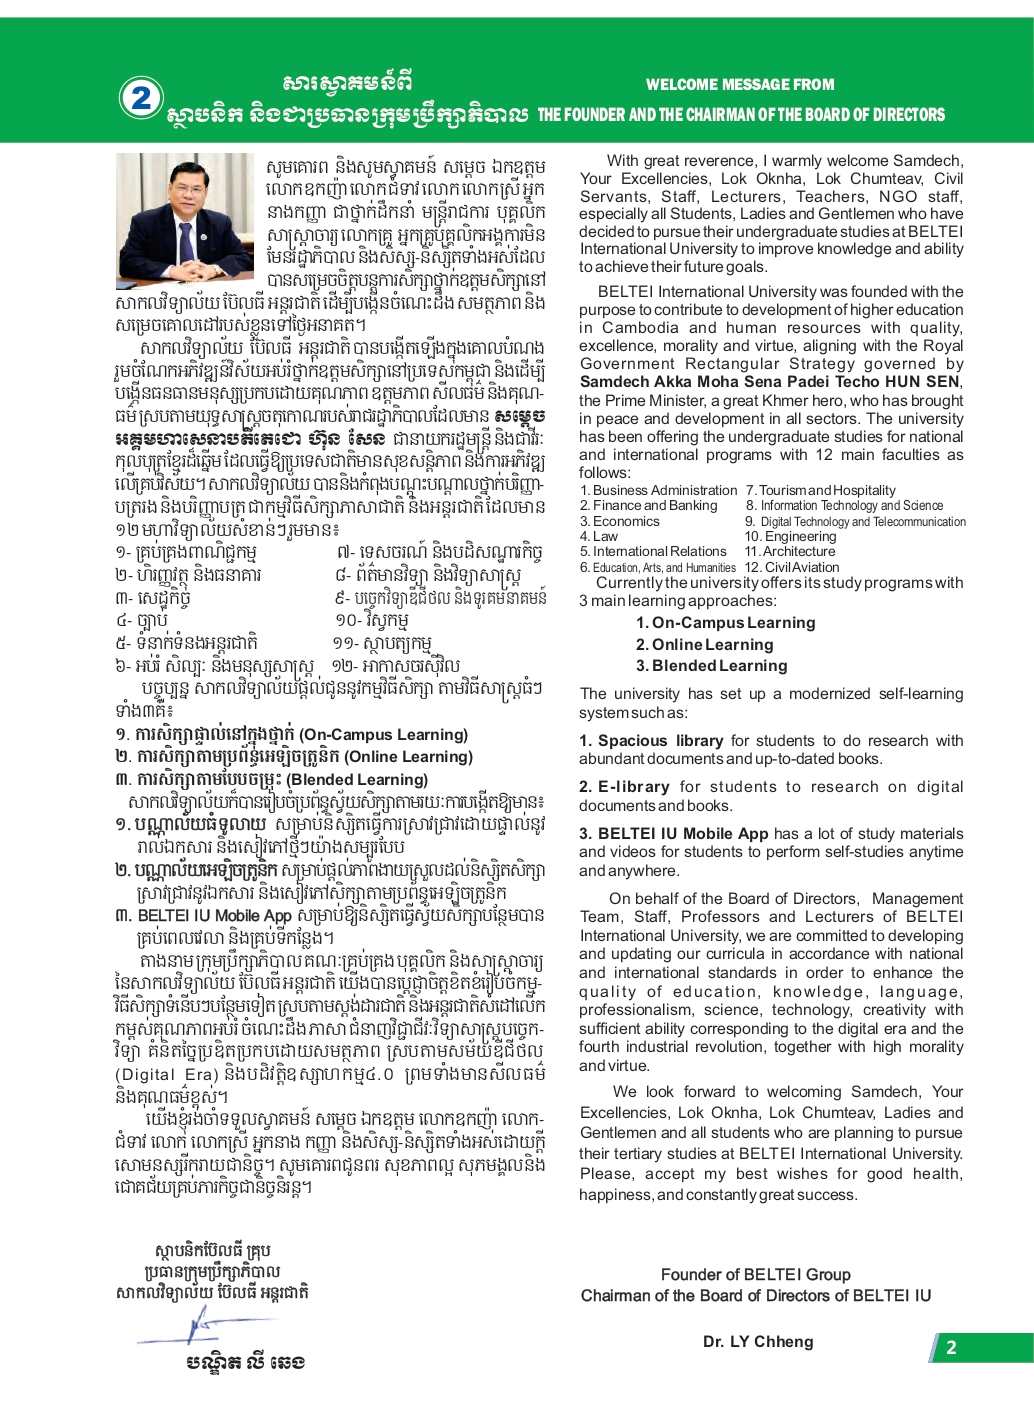 2
សារស្វាគមន៍ពី
ស្ថាបនិក និងជាប្រធានក្រុមប្រឹក្សាភិបាល
WELCOME MESSAGE FROM
THE FOUNDER AND THE CHAIRMAN OF THE BOARD OF DIRECTORS
សូមគោរព និងសូមស្វាគមន៍ សម្តេច ឯកឧត្តម
លោកឧកញ៉ា លោកជំទាវ លោក លោកស្រី អ្នក
នាងកញ្ញា ជាថ្នាក់ដឹកនាំ មន្ត្រីរាជការ បុគ្គលិក
សាស្ត្រាចារ្យ លោកគ្រូ អ្នកគ្រូបុគ្គលិកអង្គការមិន
មែនរដ្ឋាភិបាល និងសិស្ស-និស្សិតទាំងអស់ដែល
បានសម្រេចចិត្តបន្តការសិក្សាថ្នាក់ឧត្តមសិក្សានៅ
សាកលវិទ្យាល័យ ប៊ែលធី អន្តរជាតិ ដើម្បីបង្កើនចំណេះដឹង សមត្ថភាព និង
សម្រេចគោលដៅរបស់ខ្លួនទៅថ្ងៃអនាគត។
សាកលវិទ្យាល័យ ប៊ែលធី អន្តរជាតិ បានបង្កើតឡើងក្នុងគោលបំណង
រួមចំណែកអភិវឌ្ឍន៍វិស័យអប់រំថ្នាក់ឧត្តមសិក្សានៅប្រទេសកម្ពុជា និងដើម្បី
បង្កើនធនធានមនុស្សប្រកបដោយគុណភាព ឧត្តមភាព សីលធម៌ និងគុណ-
ធម៌ ស្របតាមយុទ្ធសាស្ត្រចតុកោណរបស់រាជរដ្ឋាភិបាលដែលមាន សម្តេច
អគ្គមហាសេនាបតីតេជោ ហ៊ុន សែន ជានាយករដ្ឋមន្ត្រី និងជាវីរៈ
កុលបុត្រខ្មែរដ៏ឆ្នើម ដែលធ្វើឱ្យប្រទេសជាតិមានសុខសន្តិភាព និងការអភិវឌ្ឍ
លើគ្រប់វិស័យ។ សាកលវិទ្យាល័យ បាននិងកំពុងបណ្តុះបណ្តាលថ្នាក់បរិញ្ញា-
បត្ររង និងបរិញ្ញាបត្រ ជាកម្មវិធីសិក្សាភាសាជាតិ និងអន្តរជាតិ ដែលមាន
១២ មហាវិទ្យាល័យសំខាន់ៗរួមមាន៖
១- គ្រប់គ្រងពាណិជ្ជកម្ម ៧- ទេសចរណ៍ និងបដិសណ្ឋារកិច្ច
២- ហិរញ្ញវត្ថុ និងធនាគារ ៨- ព័ត៌មានវិទ្យា និងវិទ្យាសាស្ត្រ
៣- សេដ្ឋកិច្ច ៩- បច្ចេកវិទ្យាឌីជីថល និងទូរគមនាគមន៍
៤- ច្បាប់ ១០- វិស្វកម្ម
៥- ទំនាក់ទំនងអន្តរជាតិ ១១- ស្ថាបត្យកម្ម
៦- អប់រំ សិល្បៈ និងមនុស្សសាស្ត្រ ១២- អាកាសចរស៊ីវិល
បច្ចុប្បន្ន សាកលវិទ្យាល័យផ្តល់ជូននូវកម្មវិធីសិក្សា តាមវិធីសាស្ត្រធំៗ
ទាំង៣គឺ៖
១. ការសិក្សាផ្ទាល់នៅក្នុងថ្នាក់ (On-Campus Learning)
២. ការសិក្សាតាមប្រព័ន្ធអេឡិចត្រូនិក (Online Learning)
៣. ការសិក្សាតាមបែបចម្រុះ (Blended Learning)
សាកលវិទ្យាល័យក៏បានរៀបចំប្រព័ន្ធស្វ័យសិក្សាតាមរយៈការបង្កើតឱ្យមាន៖
១. បណ្ណាល័យធំទូលាយ សម្រាប់និស្សិតធ្វើការស្រាវជ្រាវដោយផ្ទាល់នូវ
រាល់ឯកសារ និងសៀវភៅថ្មីៗយ៉ាងសម្បូរបែប
២. បណ្ណាល័យអេឡិចត្រូនិក សម្រាប់ផ្តល់ភាពងាយស្រួលដល់និស្សិតសិក្សា
ស្រាវជ្រាវនូវឯកសារ និងសៀវភៅសិក្សាតាមប្រព័ន្ធអេឡិចត្រូនិក
៣. BELTEI IU Mobile App សម្រាប់ឱ្យនិស្សិតធ្វើស្វ័យសិក្សាបន្ថែមបាន
គ្រប់ពេលវេលា និងគ្រប់ទីកន្លែង។
តាងនាម ក្រុមប្រឹក្សាភិបាល គណៈគ្រប់គ្រង បុគ្គលិក និងសាស្ត្រាចារ្យ
នៃសាកលវិទ្យាល័យ ប៊ែលធី អន្តរជាតិ យើងបានប្តេជ្ញាចិត្តខិតខំរៀបចំកម្ម-
វិធីសិក្សាទំនើបៗបន្ថែមទៀត ស្របតាមស្តង់ដារជាតិ និងអន្តរជាតិសំដៅលើក
កម្ពស់គុណភាពអប់រំ ចំណេះដឹង ភាសា ជំនាញវិជ្ជាជីវៈវិទ្យាសាស្ត្របច្ចេក-
វិទ្យា គំនិតច្នៃប្រឌិតប្រកបដោយសមត្ថភាព ស្របតាមសម័យឌីជីថល
(Digital Era) និងបដិវត្តិឧស្សាហកម្ម៤.0 ព្រមទាំងមានសីលធម៌
និងគុណធម៌ខ្ពស់។
យើងខ្ញុំរង់ចាំទទួលស្វាគមន៍ សម្តេច ឯកឧត្តម លោកឧកញ៉ា លោក-
ជំទាវ លោក លោកស្រី អ្នកនាង កញ្ញា និងសិស្ស-និស្សិតទាំងអស់ដោយក្តី
សោមនស្សរីករាយជានិច្ច។ សូមគោរពជូនពរ សុខភាពល្អ សុភមង្គលនិង
ជោគជ័យគ្រប់ភារកិច្ចជានិច្ចនិរន្ត។
ស្ថាបនិកប៊ែលធី គ្រុប
ប្រធានក្រុមប្រឹក្សាភិបាល
សាកលវិទ្យាល័យ ប៊ែលធី អន្តរជាតិ
បណ្ឌិត លី ឆេង
With great reverence, I warmly welcome Samdech,
Your Excellencies, Lok Oknha, Lok Chumteav, Civil
Servants, Staff, Lecturers, Teachers, NGO staff,
especially all Students, Ladies and Gentlemen who have
decided to pursue their undergraduate studies at BELTEI
International University to improve knowledge and ability
to achieve their future goals.
BELTEI International University was founded with the
purpose to contribute to development of higher education
in Cambodia and human resources with quality,
excellence, morality and virtue, aligning with the Royal
Government Rectangular Strategy governed by
Samdech Akka Moha Sena Padei Techo HUN SEN,
the Prime Minister, a great Khmer hero, who has brought
in peace and development in all sectors. The university
has been offering the undergraduate studies for national
and international programs with 12 main faculties as
follows:
1. Business Administration 7. Tourism and Hospitality
2. Finance and Banking 8. Information Technology and Science
3. Economics 9. Digital Technology and Telecommunication
4. Law 10. Engineering
5. International Relations 11. Architecture
6. Education, Arts, and Humanities 12. Civil Aviation
Currently the university offers its study programs with
3 main learning approaches:
1. On-Campus Learning
2. Online Learning
3. Blended Learning
The university has set up a modernized self-learning
system such as:
1. Spacious library for students to do research with
abundant documents and up-to-dated books.
2. E-library for students to research on digital
documents and books.
3. BELTEI IU Mobile App has a lot of study materials
and videos for students to perform self-studies anytime
and anywhere.
On behalf of the Board of Directors, Management
Team, Staff, Professors and Lecturers of BELTEI
International University, we are committed to developing
and updating our curricula in accordance with national
and international standards in order to enhance the
quality of education, knowledge, language,
professionalism, science, technology, creativity with
sufficient ability corresponding to the digital era and the
fourth industrial revolution, together with high morality
and virtue.
We look forward to welcoming Samdech, Your
Excellencies, Lok Oknha, Lok Chumteav, Ladies and
Gentlemen and all students who are planning to pursue
their tertiary studies at BELTEI International University.
Please, accept my best wishes for good health,
happiness, and constantly great success.
Founder of BELTEI Group
Chairman of the Board of Directors of BELTEI IU
Dr. LY Chheng
2